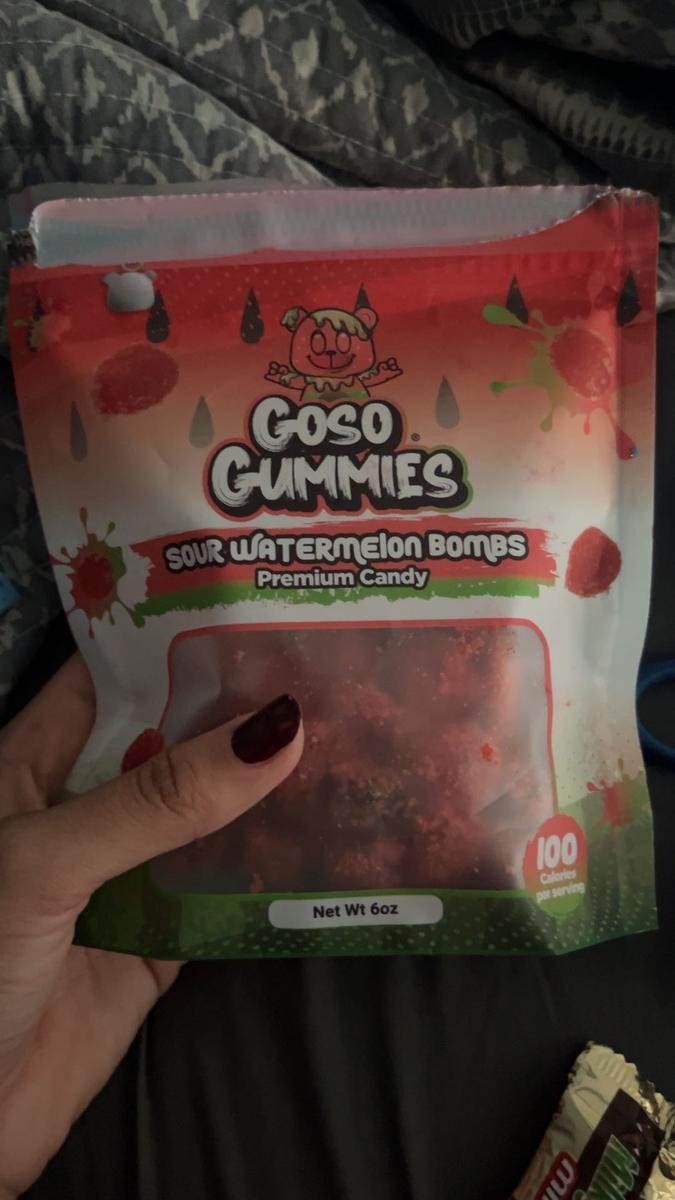 GOSO
GUMMIES
®
SOUR WATERMELON BOMBS
Premium Candy
100
Calories
per serving
Net Wt 6oz